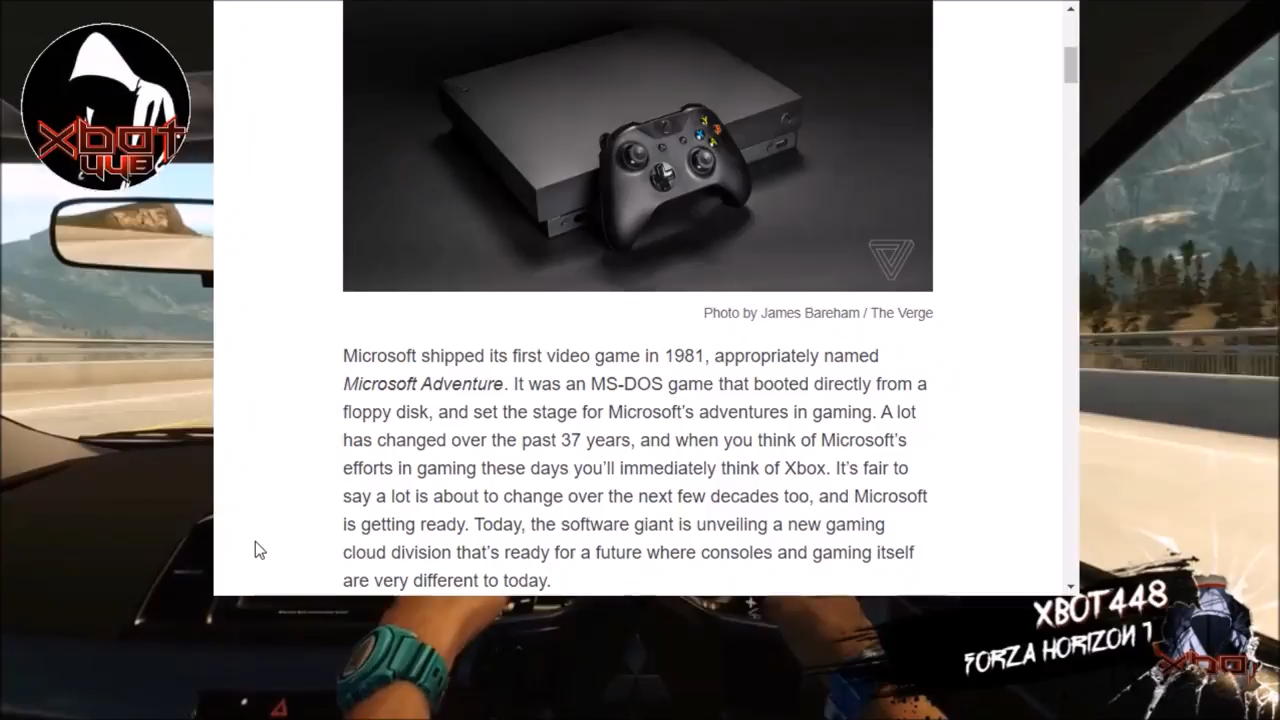 xbot
448
Photo by James Bareham / The Verge
Microsoft shipped its first video game in 1981, appropriately named
Microsoft Adventure. It was an MS-DOS game that booted directly from a
floppy disk, and set the stage for Microsoft's adventures in gaming. A lot
has changed over the past 37 years, and when you think of Microsoft's
efforts in gaming these days you'll immediately think of Xbox. It's fair to
say a lot is about to change over the next few decades too, and Microsoft
is getting ready. Today, the software giant is unveiling a new gaming
cloud division that's ready for a future where consoles and gaming itself
are very different to today.
XBOT448
FORZA HORIZON 7
xbo